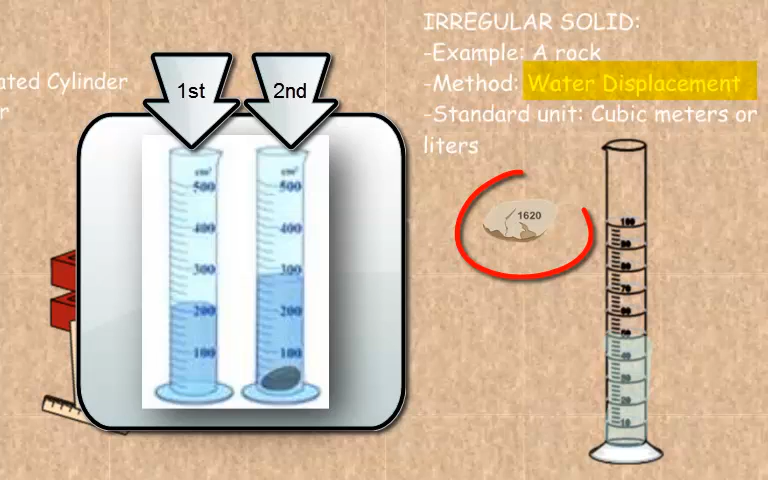 IRREGULAR SOLID:
-Example: A rock
-Method: Water Displacement
-Standard unit: Cubic meters or
liters
ated Cylinder
r
1st
2nd
cm³
500
400
300
200
100
cm³
500
400
300
200
100
1620
100
90
80
70
60
50
40
30
20
10